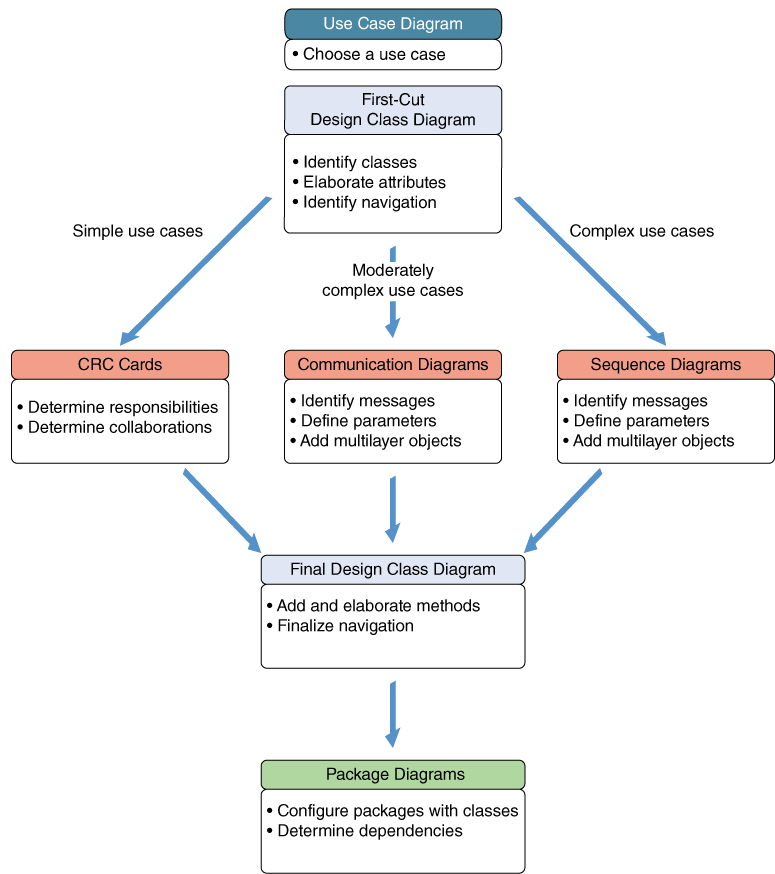 Use Case Diagram
• Choose a use case
First-Cut
Design Class Diagram
• Identify classes
• Elaborate attributes
• Identify navigation
Simple use cases
Moderately
complex use cases
Complex use cases
CRC Cards
• Determine responsibilities
• Determine collaborations
Communication Diagrams
• Identify messages
• Define parameters
• Add multilayer objects
Sequence Diagrams
• Identify messages
• Define parameters
• Add multilayer objects
Final Design Class Diagram
• Add and elaborate methods
• Finalize navigation
Package Diagrams
• Configure packages with classes
• Determine dependencies